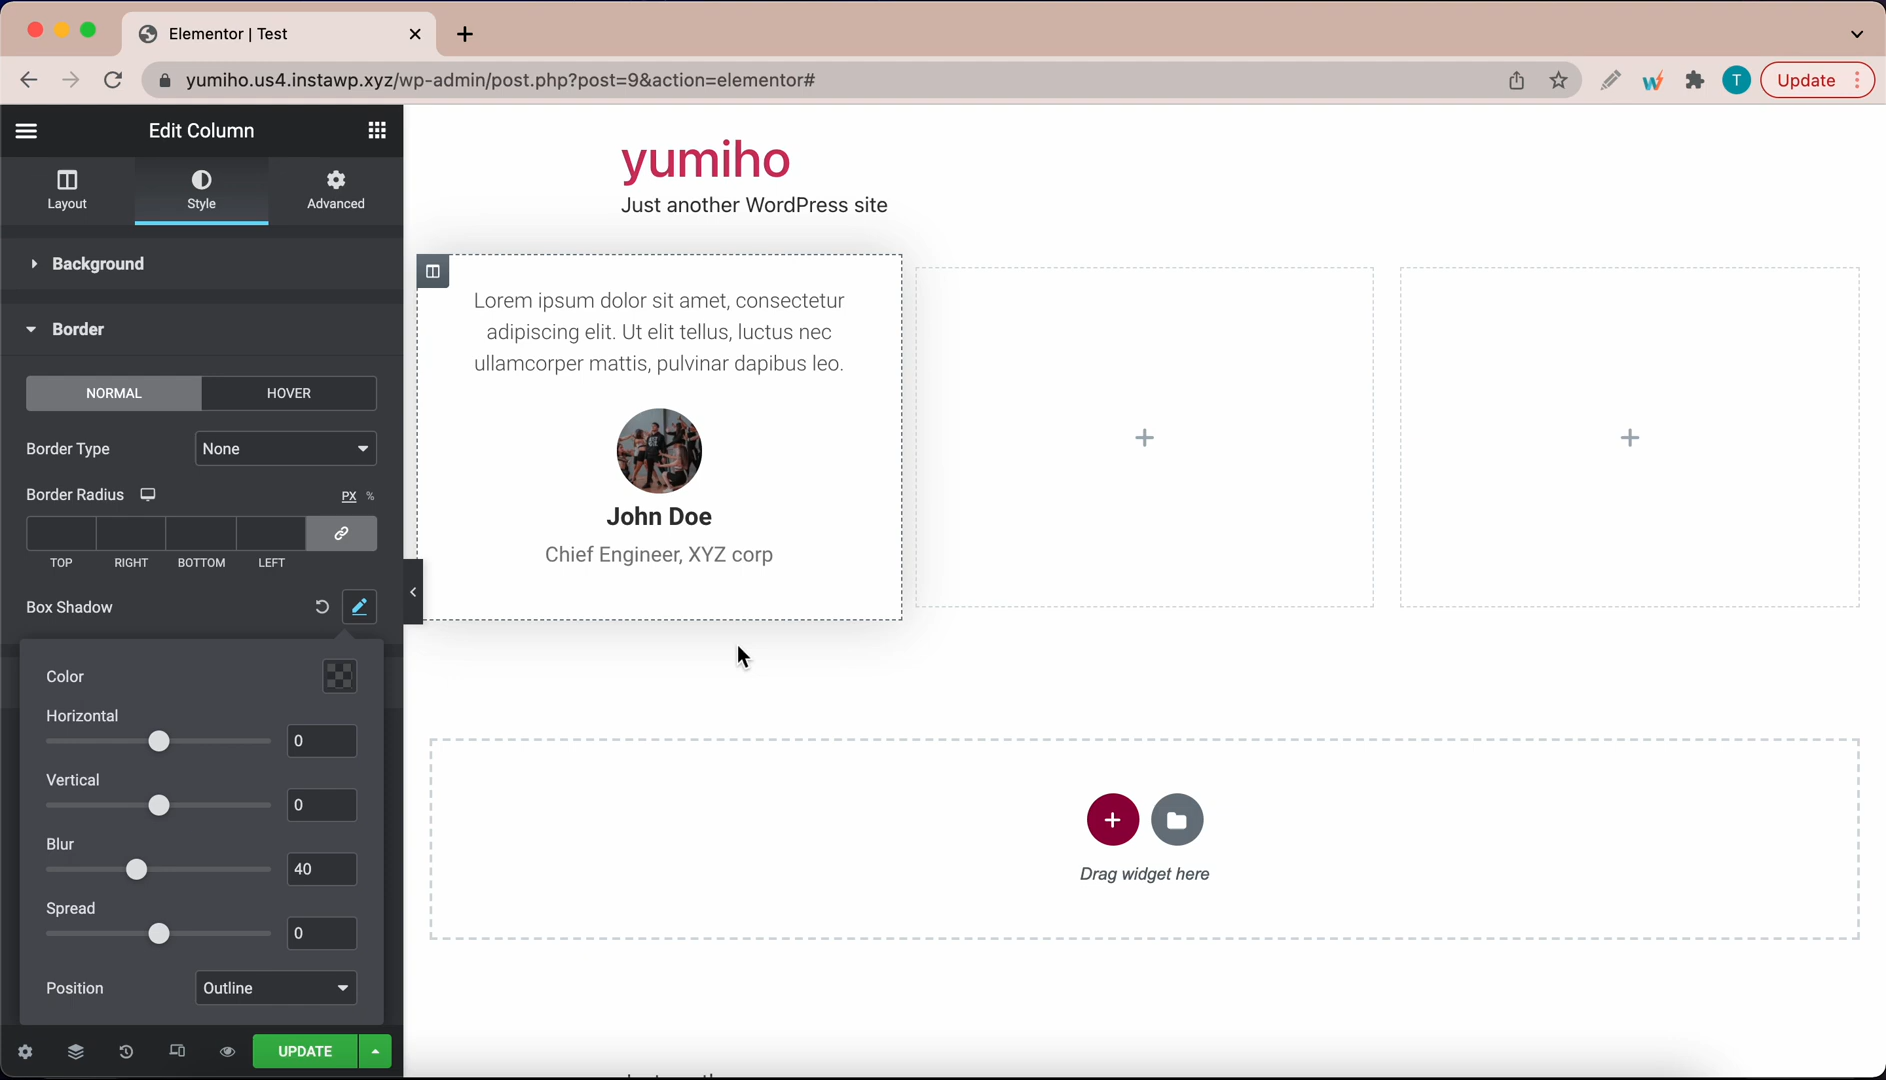 Elementor | Test
yumiho.us4.instawp.xyz/wp-admin/post.php?post=9&action=elementor#
T
Update
Edit Column
Layout
Style
Advanced
Background
Border
NORMAL
HOVER
Border Type
None
Border Radius
PX %
TOP
RIGHT
BOTTOM
LEFT
Box Shadow
Color
Horizontal
0
Vertical
0
Blur
40
Spread
0
Position
Outline
UPDATE
yumiho
Just another WordPress site
Lorem ipsum dolor sit amet, consectetur
adipiscing elit. Ut elit tellus, luctus nec
ullamcorper mattis, pulvinar dapibus leo.
John Doe
Chief Engineer, XYZ corp
Drag widget here